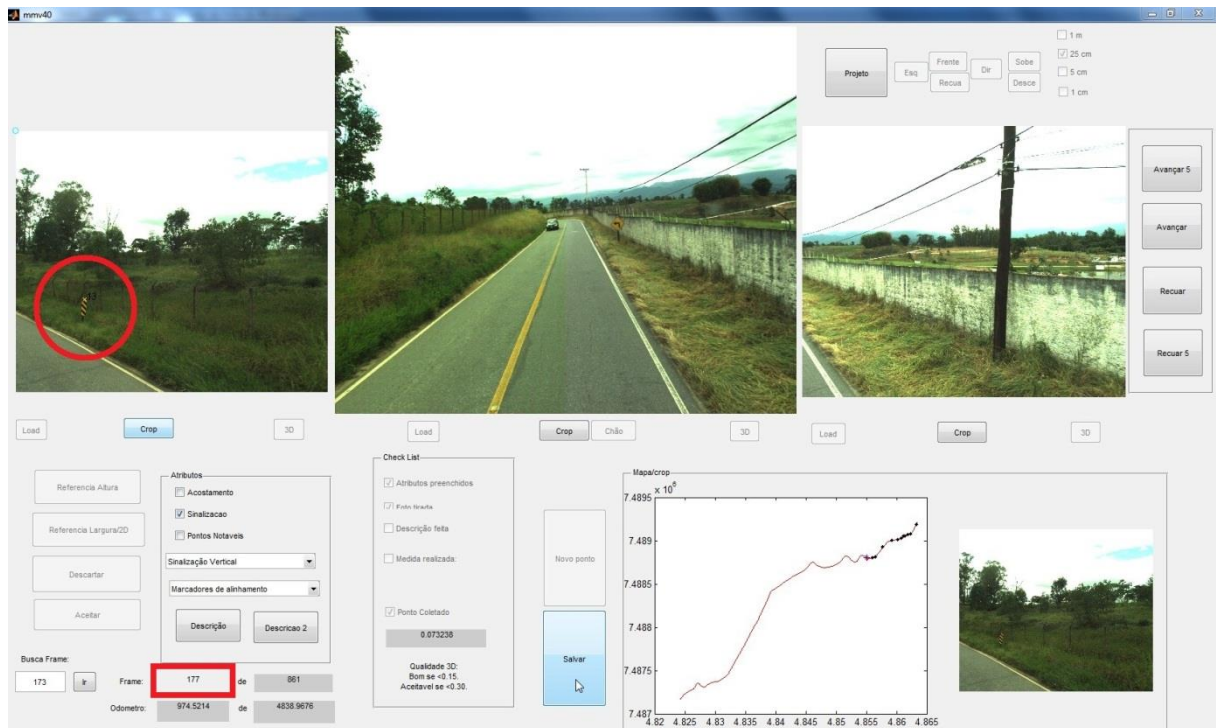 mmv40
Projeto
Esq
Frente
Recua
Dir
Sobe
Desce
1 m
25 cm
5 cm
1 cm
Avançar 5
Avançar
Recuar
Recuar 5
13
Load
Crop
3D
Load
Crop
Chão
3D
Load
Crop
3D
Referencia Altura
Referencia Largura/2D
Descartar
Aceitar
Atributos
Acostamento
Sinalizacao
Pontos Notaveis
Sinalização Vertical
Marcadores de alinhamento
Descrição
Descricao 2
Busca Frame:
173
Ir
Frame:
177
de
861
Odometro:
974.5214
de
4838.9676
Check List
Atributos preenchidos
Foto tirada
Descrição feita
Medida realizada:
Ponto Coletado
0.073238
Qualidade 3D:
Bom se <0.15.
Aceitavel se <0.30.
Novo ponto
Salvar
Mapa/crop
7.4895 x 10⁶
7.489
7.4885
7.488
7.4875
7.487
4.82 4.825 4.83 4.835 4.84 4.845 4.85 4.855 4.86 4.865